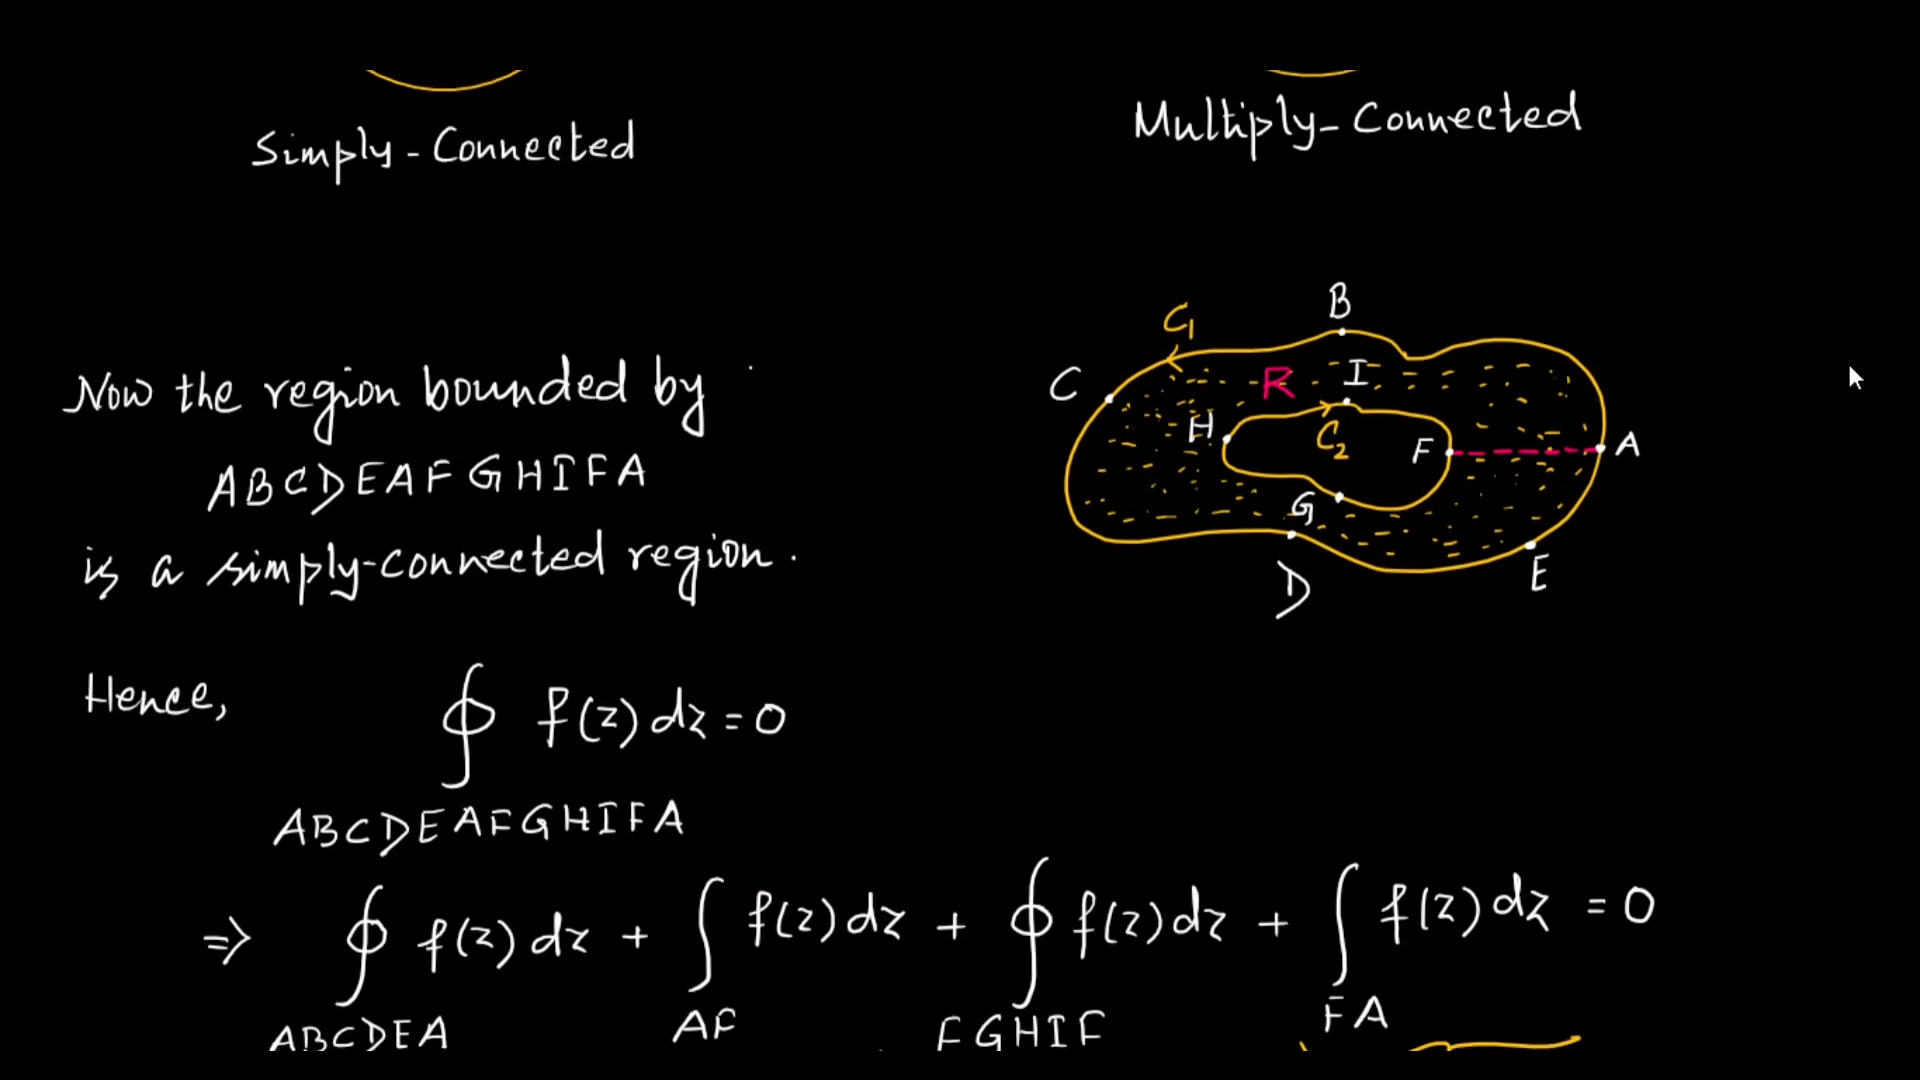 Simply-Connected
Multiply-Connected
Now the region bounded by
ABCDEAFGHIFA
is a simply-connected region.
B
C₁
C
R
I
H
C₂
F
A
G
D
E
Hence,
∮ f(z) dz = 0
ABCDEAFGHIFA
⇒ ∮ f(z) dz + ∫ f(z) dz + ∮ f(z) dz + ∫ f(z) dz = 0
ABCDEA AF FGHIF FA